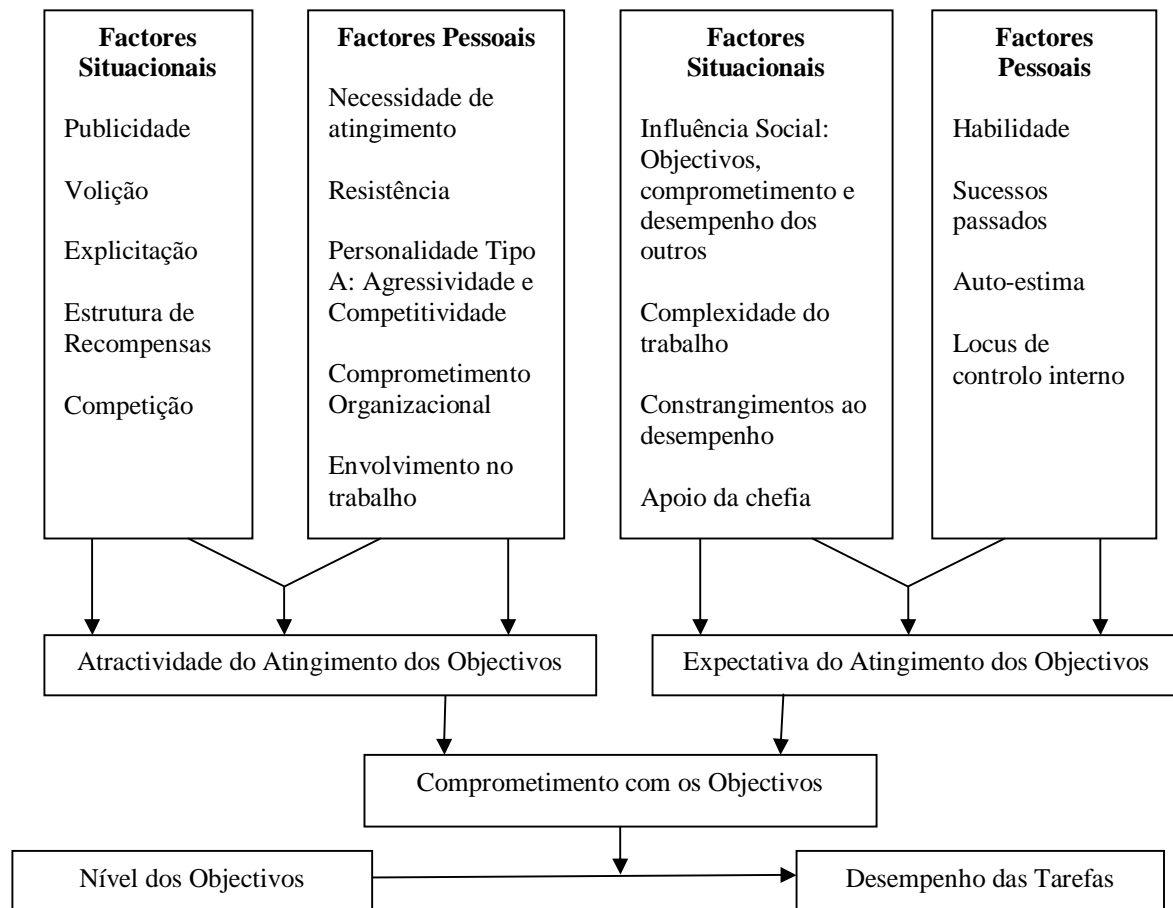 Factores
Situacionais
Publicidade
Volição
Explicitação
Estrutura de
Recompensas
Competição
Factores Pessoais
Necessidade de
atingimento
Resistência
Personalidade Tipo
A: Agressividade e
Competitividade
Comprometimento
Organizacional
Envolvimento no
trabalho
Factores
Situacionais
Influência Social:
Objectivos,
comprometimento e
desempenho dos
outros
Complexidade do
trabalho
Constrangimentos ao
desempenho
Apoio da chefia
Factores
Pessoais
Habilidade
Sucessos
passados
Auto-estima
Locus de
controlo interno
Atractividade do Atingimento dos Objectivos
Expectativa do Atingimento dos Objectivos
Comprometimento com os Objectivos
Nível dos Objectivos
Desempenho das Tarefas